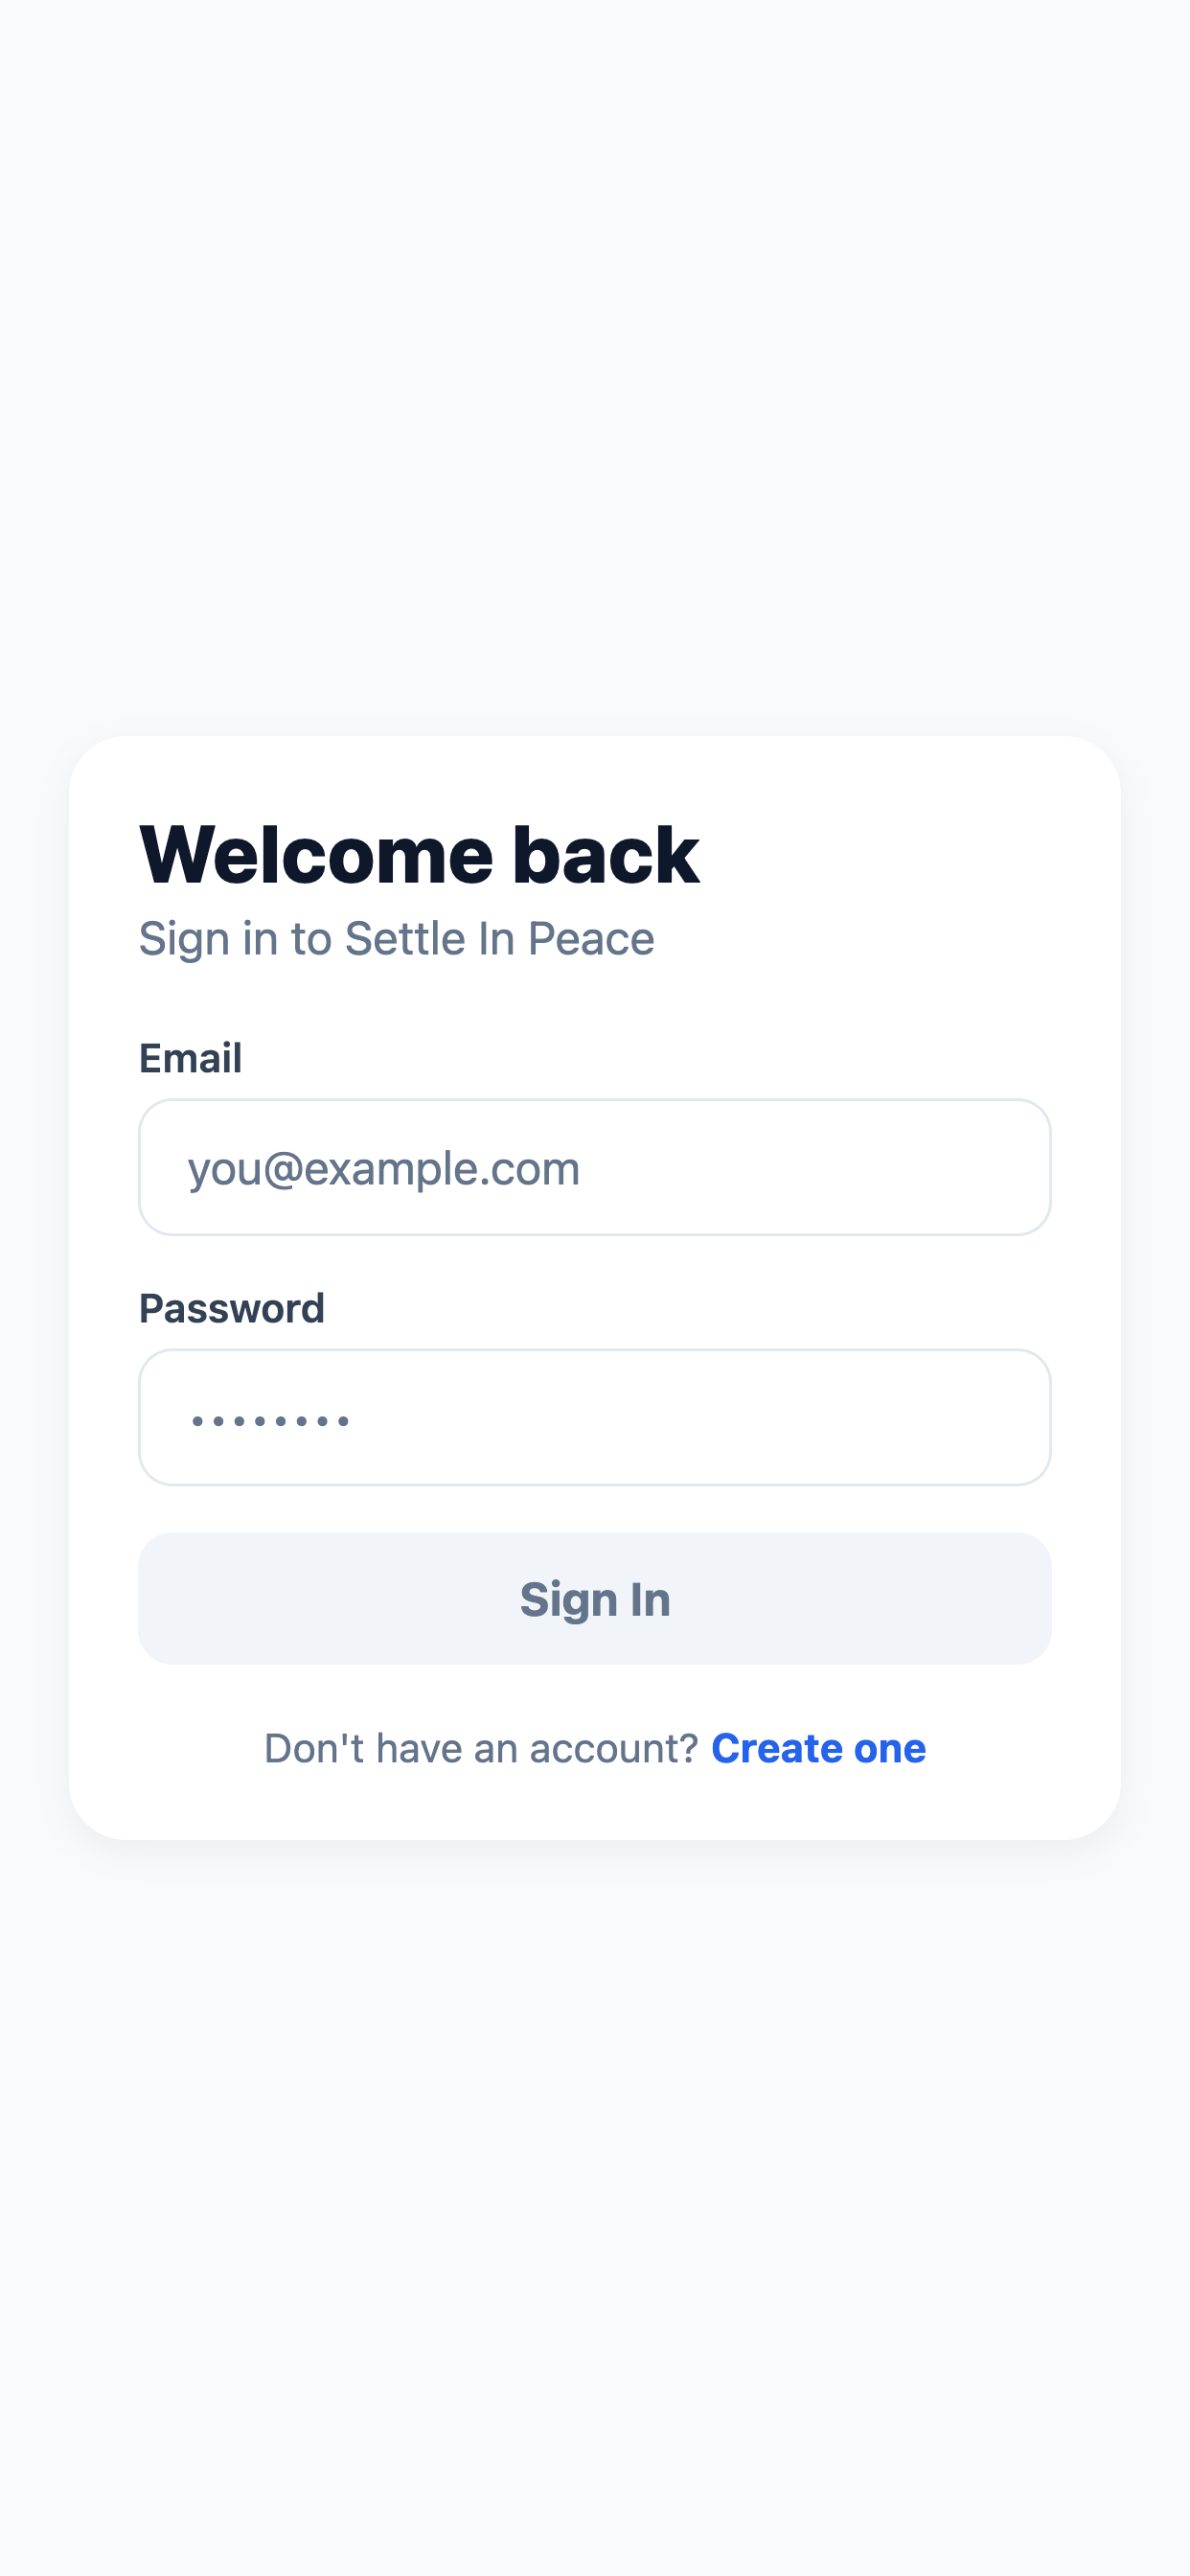 Welcome back
Sign in to Settle In Peace
Email
you@example.com
Password
••••••••
Sign In
Don't have an account? Create one